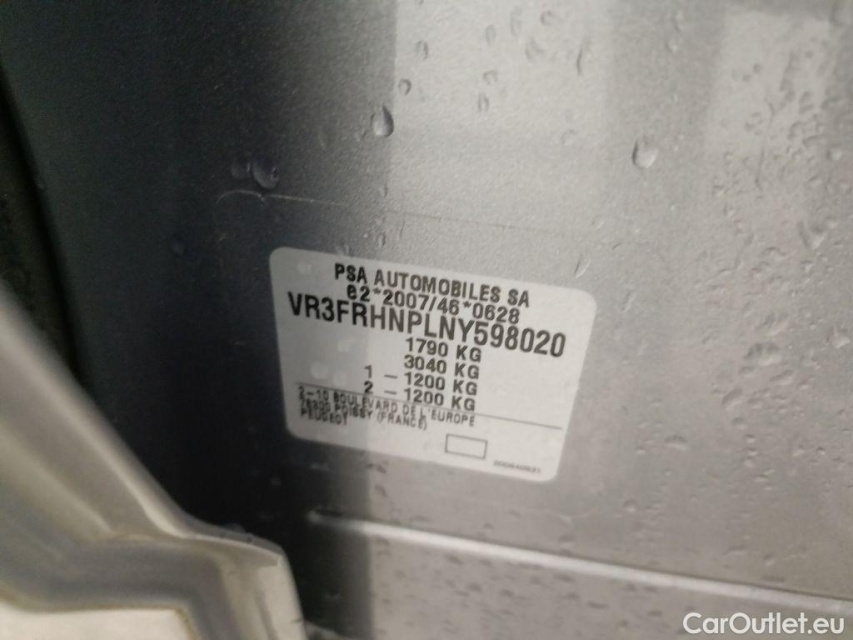 PSA AUTOMOBILES SA
e2*2007/46*0628
VR3FRHNPLNY598020
1790 KG
3040 KG
1 - 1200 KG
2 - 1200 KG
2-10 BOULEVARD DE L'EUROPE
78300 POISSY (FRANCE)
PEUGEOT
CarOutlet.eu